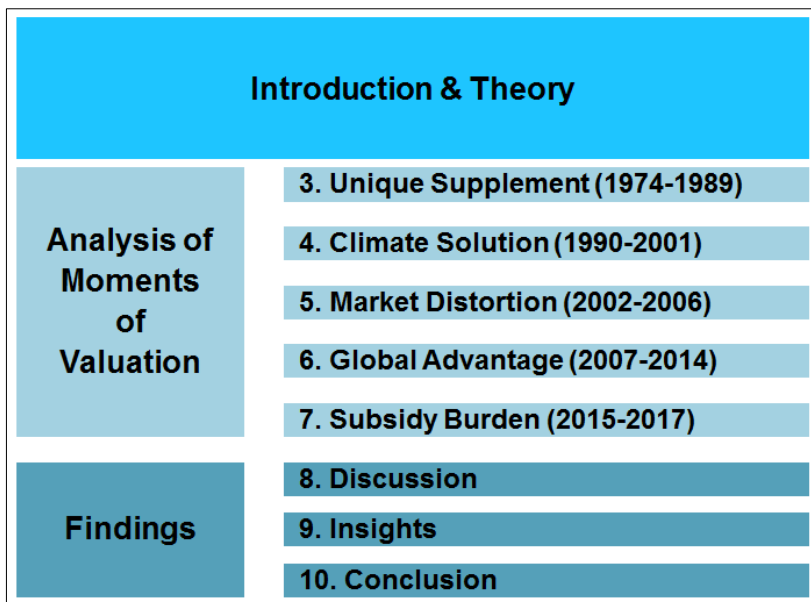 Introduction & Theory
Analysis of
Moments
of
Valuation
3. Unique Supplement (1974-1989)
4. Climate Solution (1990-2001)
5. Market Distortion (2002-2006)
6. Global Advantage (2007-2014)
7. Subsidy Burden (2015-2017)
Findings
8. Discussion
9. Insights
10. Conclusion